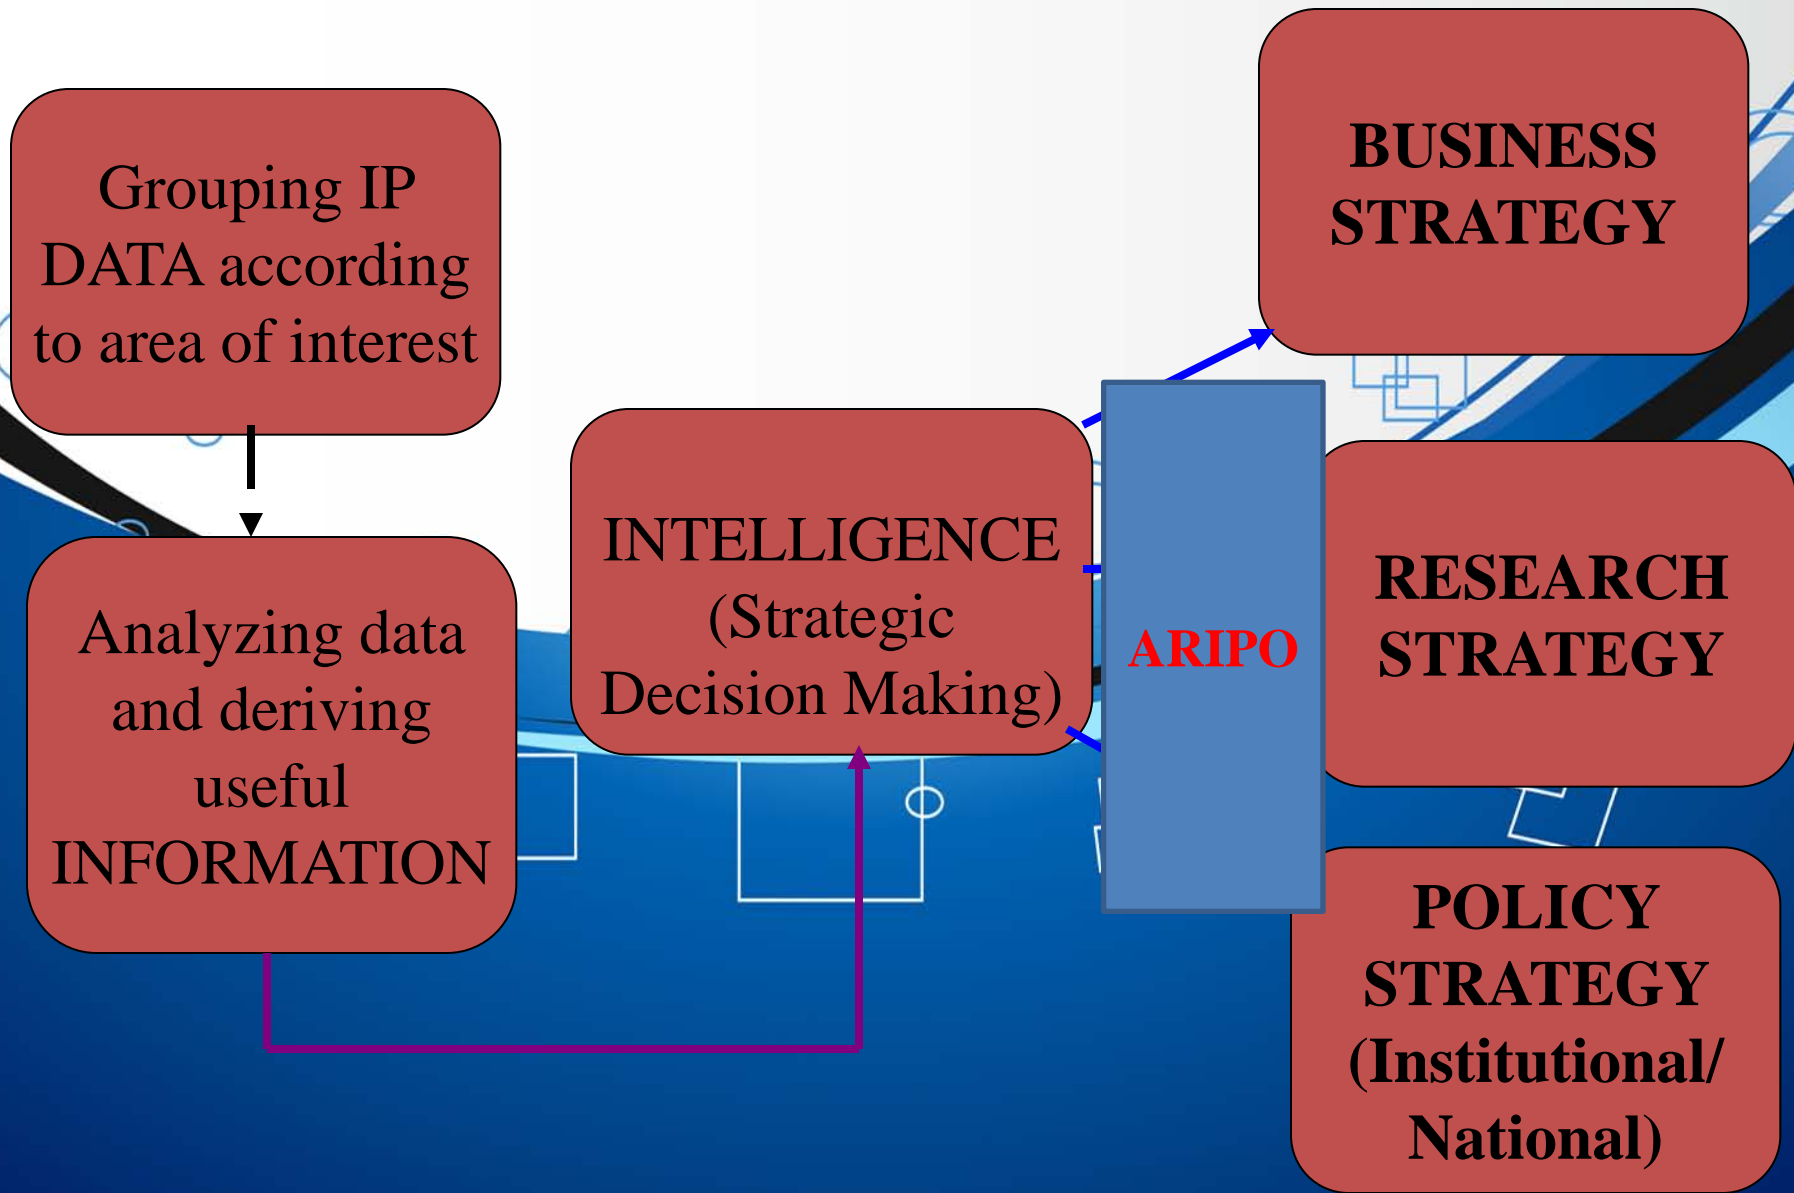 Grouping IP
DATA according
to area of interest
Analyzing data
and deriving
useful
INFORMATION
INTELLIGENCE
(Strategic
Decision Making)
ARIPO
BUSINESS
STRATEGY
RESEARCH
STRATEGY
POLICY
STRATEGY
(Institutional/
National)